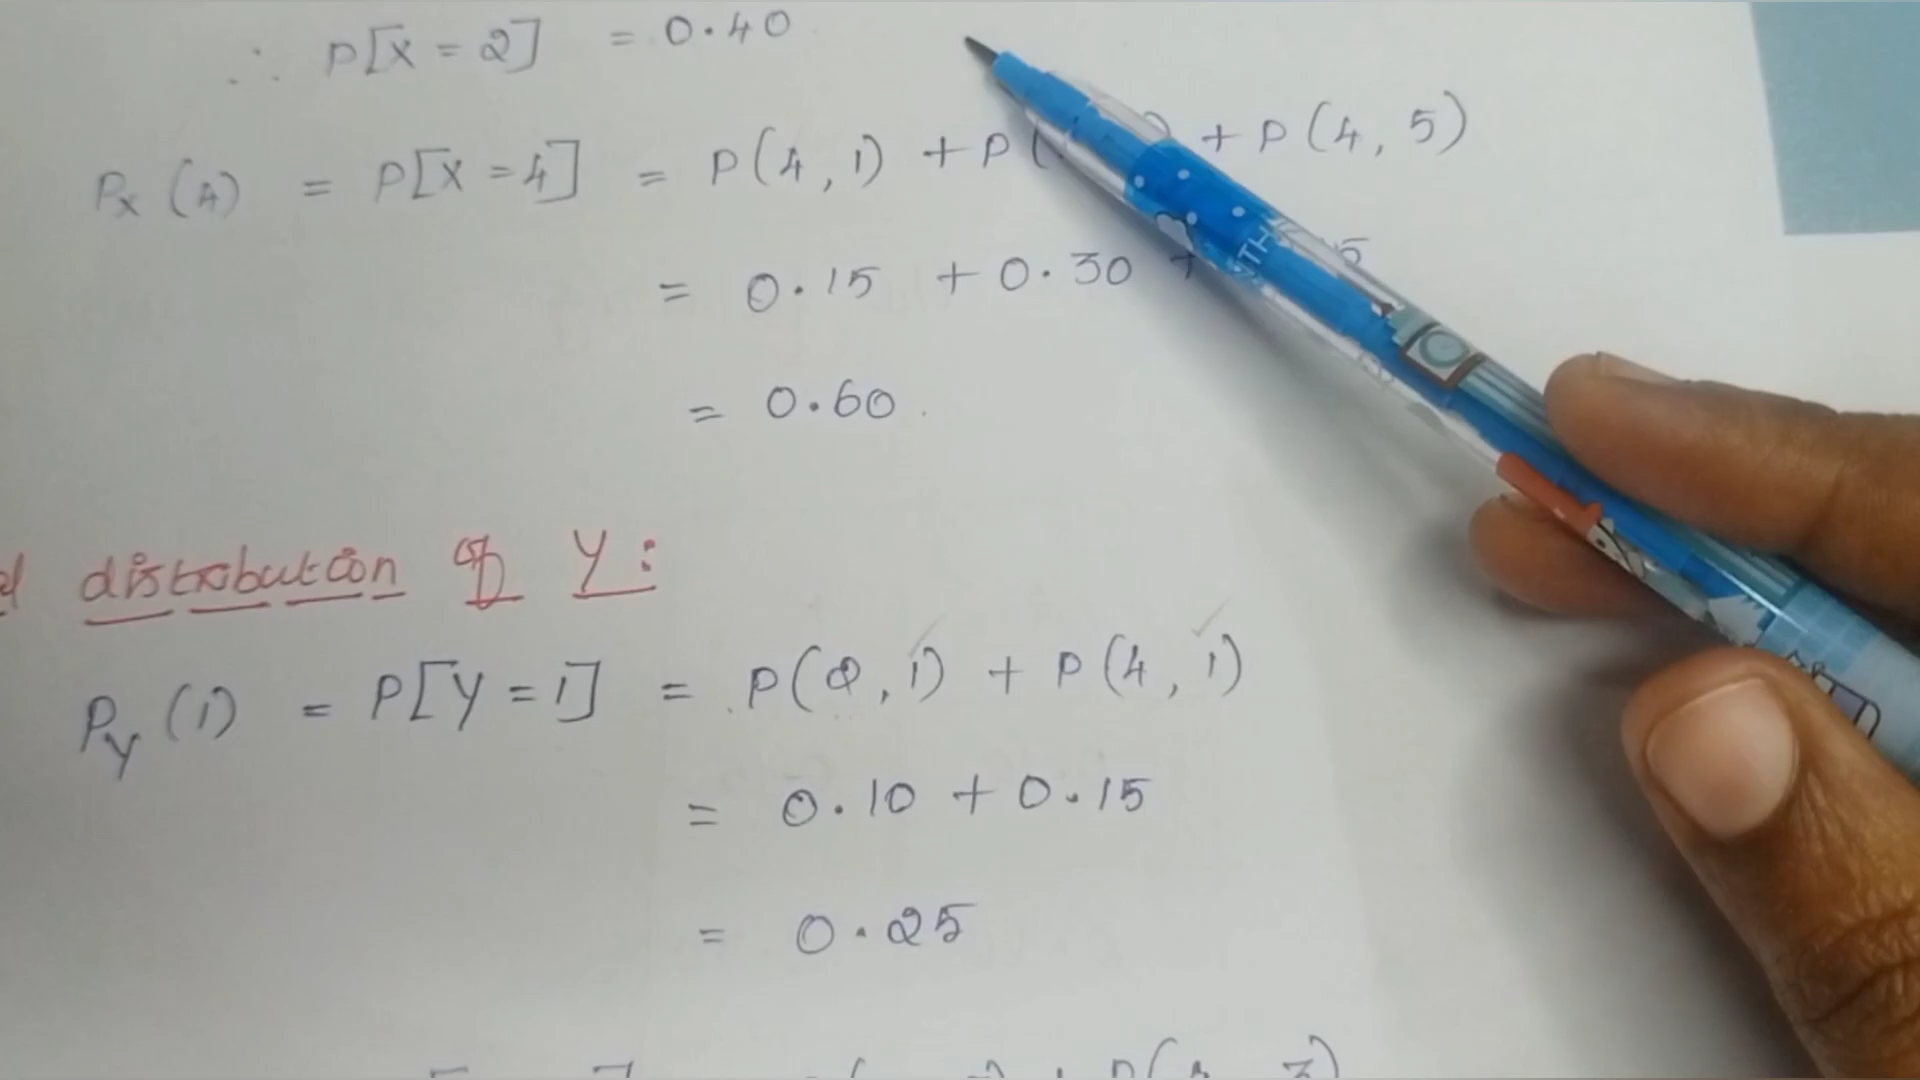 ∴ P[X = 2] = 0.40
Px (4) = P[X = 4] = P(4, 1) + P( ) + P(4, 5)
= 0.15 + 0.30 +
= 0.60
distribution of Y:
Py (1) = P[Y = 1] = P(2, 1) + P(4, 1)
= 0.10 + 0.15
= 0.25